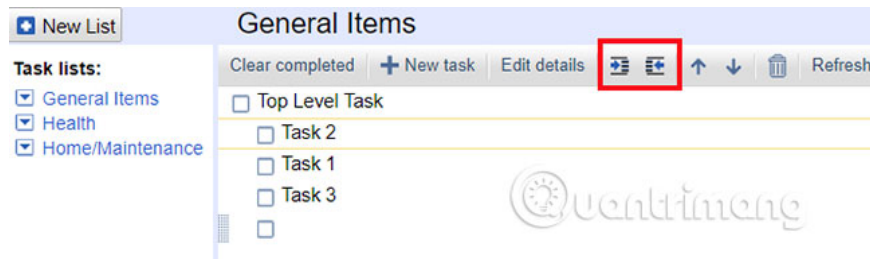 New List
General Items
Task lists:
General Items
Health
Home/Maintenance
Clear completed New task Edit details Refresh
Top Level Task
Task 2
Task 1
Task 3
Quantrimang